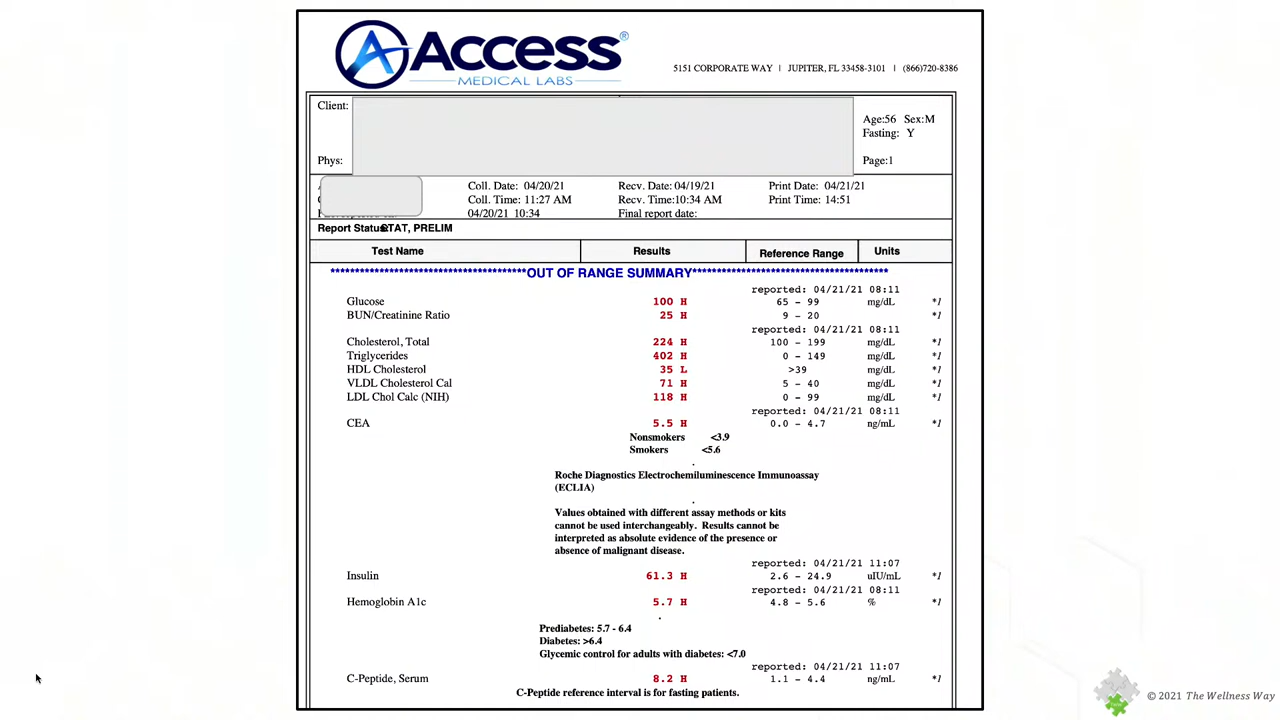 Access®
MEDICAL LABS
5151 CORPORATE WAY | JUPITER, FL 33458-3101 | (866)720-8386
Client:
Age:56 Sex:M
Fasting: Y
Phys:
Page:1
Coll. Date: 04/20/21 Recv. Date: 04/19/21 Print Date: 04/21/21
Coll. Time: 11:27 AM Recv. Time:10:34 AM Print Time: 14:51
04/20/21 10:34 Final report date:
Report Status: STAT, PRELIM
Test Name Results Reference Range Units
****************************************OUT OF RANGE SUMMARY****************************************
reported: 04/21/21 08:11
Glucose 100 H 65 - 99 mg/dL *1
BUN/Creatinine Ratio 25 H 9 - 20 *1
reported: 04/21/21 08:11
Cholesterol, Total 224 H 100 - 199 mg/dL *1
Triglycerides 402 H 0 - 149 mg/dL *1
HDL Cholesterol 35 L >39 mg/dL *1
VLDL Cholesterol Cal 71 H 5 - 40 mg/dL *1
LDL Chol Calc (NIH) 118 H 0 - 99 mg/dL *1
reported: 04/21/21 08:11
CEA 5.5 H 0.0 - 4.7 ng/mL *1
Nonsmokers <3.9
Smokers <5.6
.
Roche Diagnostics Electrochemiluminescence Immunoassay
(ECLIA)
.
Values obtained with different assay methods or kits
cannot be used interchangeably. Results cannot be
interpreted as absolute evidence of the presence or
absence of malignant disease.
reported: 04/21/21 11:07
Insulin 61.3 H 2.6 - 24.9 uIU/mL *1
reported: 04/21/21 08:11
Hemoglobin A1c 5.7 H 4.8 - 5.6 % *1
.
Prediabetes: 5.7 - 6.4
Diabetes: >6.4
Glycemic control for adults with diabetes: <7.0
reported: 04/21/21 11:07
C-Peptide, Serum 8.2 H 1.1 - 4.4 ng/mL *1
C-Peptide reference interval is for fasting patients.
© 2021 The Wellness Way